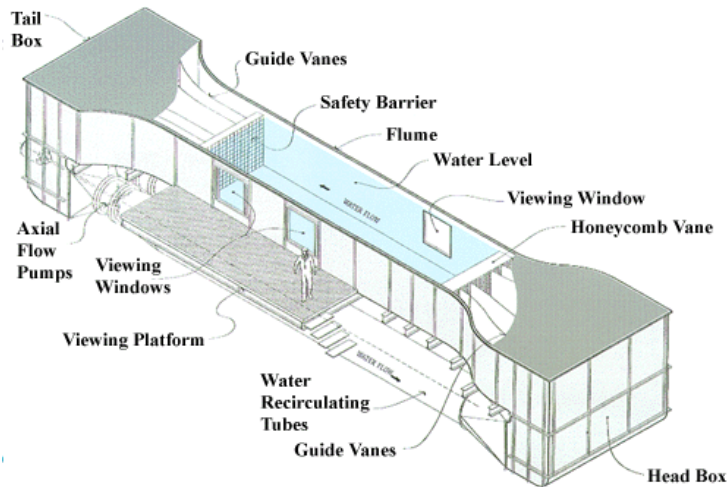 Tail
Box
Guide Vanes
Safety Barrier
Flume
Water Level
WATER FLOW
Viewing Window
Honeycomb Vane
Axial
Flow
Pumps
Viewing
Windows
Viewing Platform
WATER FLOW
Water
Recirculating
Tubes
Guide Vanes
Head Box